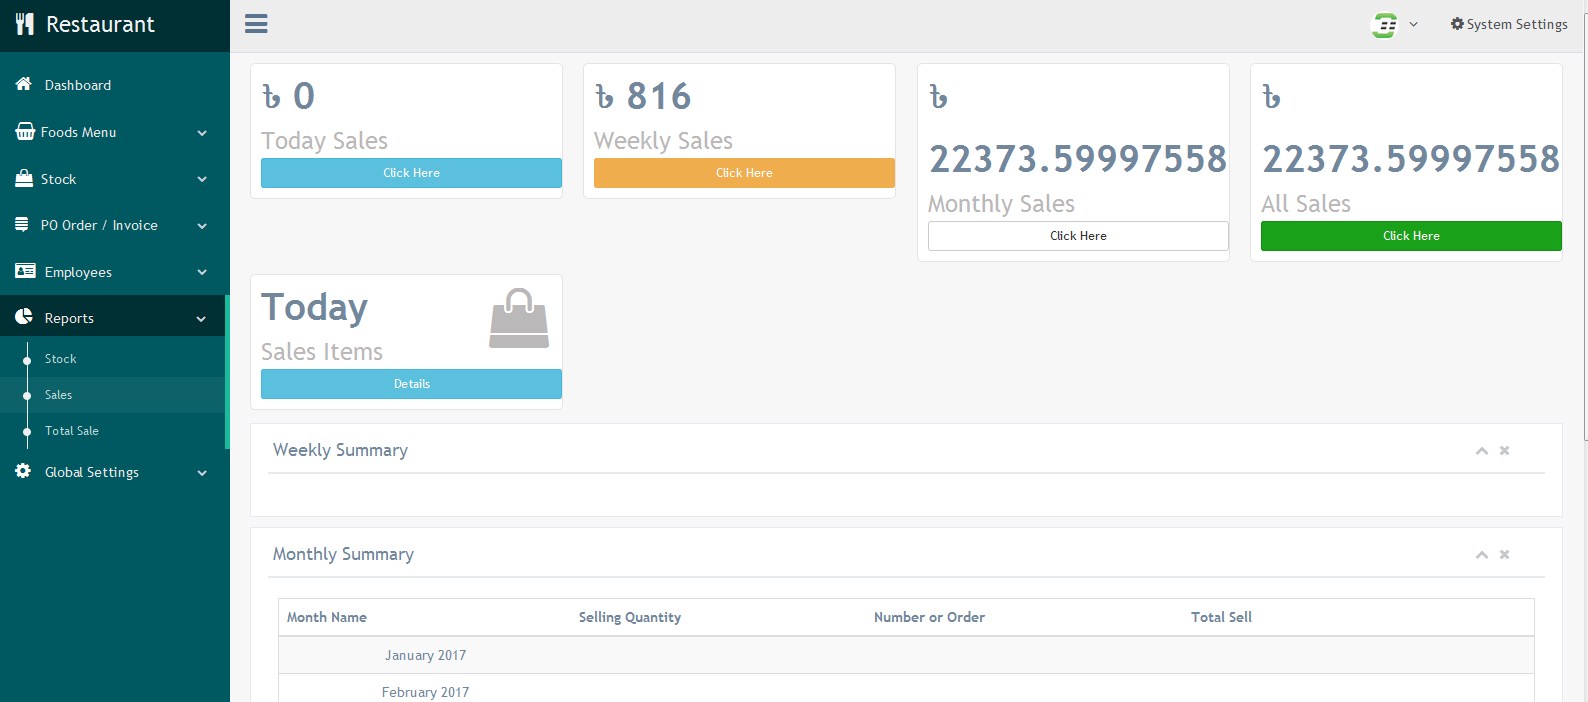 Restaurant
System Settings
Dashboard
Foods Menu
Stock
PO Order / Invoice
Employees
Reports
Stock
Sales
Total Sale
Global Settings
৳ 0
Today Sales
Click Here
৳ 816
Weekly Sales
Click Here
৳
22373.59997558
Monthly Sales
Click Here
৳
22373.59997558
All Sales
Click Here
Today
Sales Items
Details
Weekly Summary
Monthly Summary
Month Name Selling Quantity Number or Order Total Sell
January 2017
February 2017